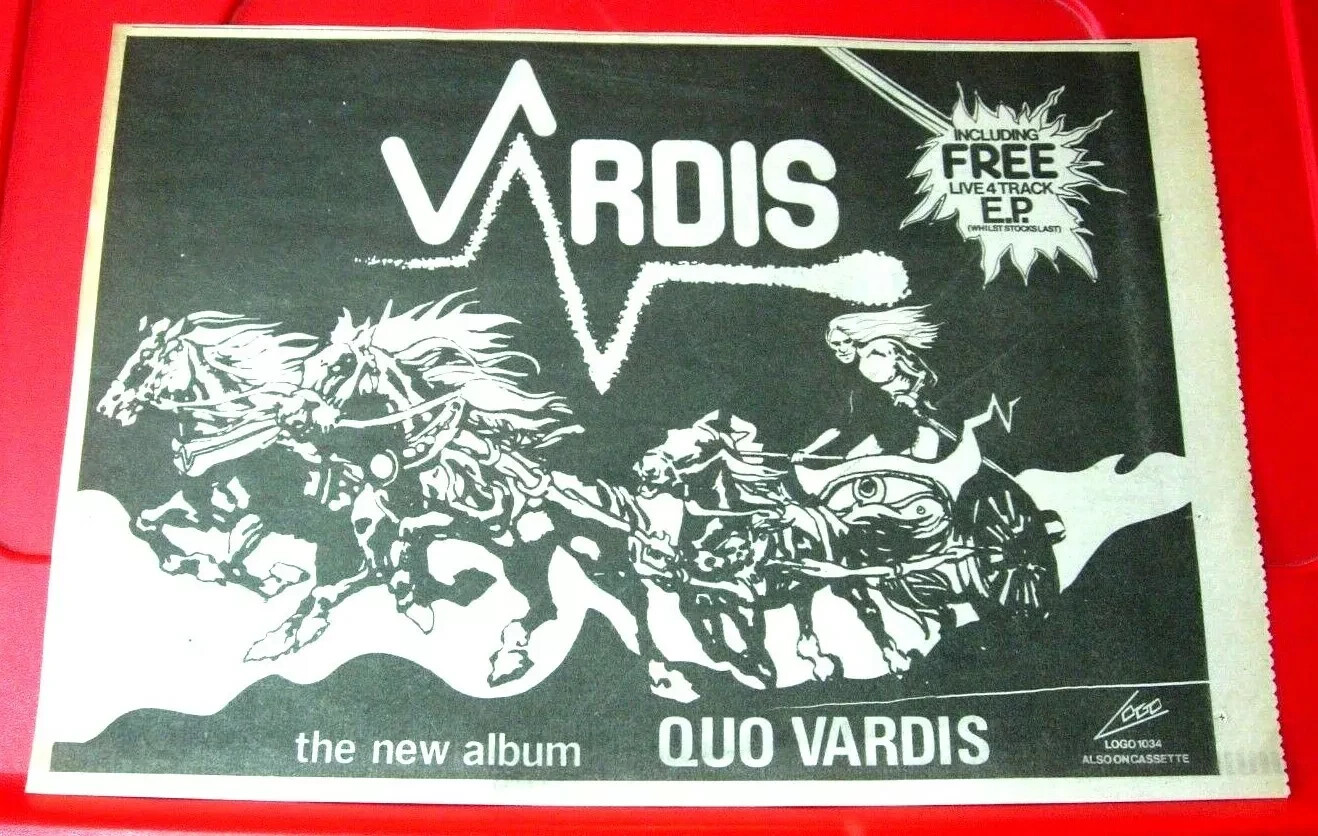 VARDIS
INCLUDING
FREE
LIVE 4 TRACK
E.P.
(WHILST STOCKS LAST)
the new album QUO VARDIS
LOGO
LOGO 1034
ALSO ON CASSETTE